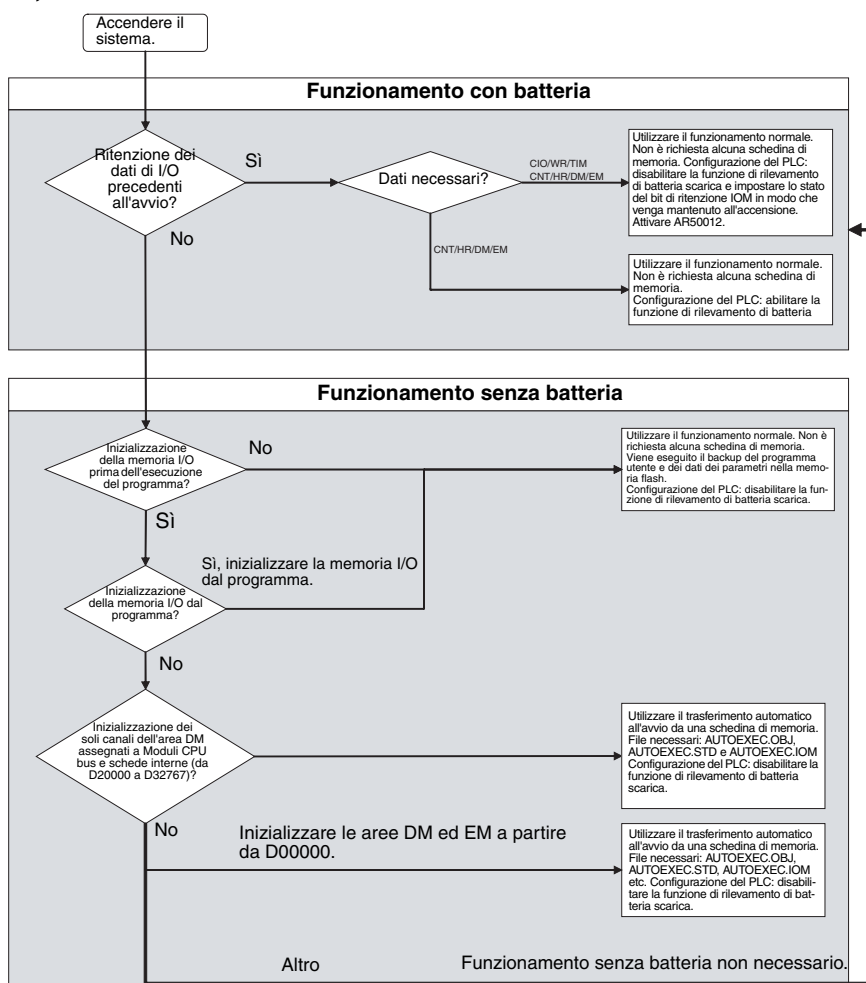 Accendere il
sistema.
Funzionamento con batteria
Ritenzione dei
dati di I/O
precedenti
all'avvio?
Sì
No
Dati necessari?
CIO/WR/TIM
CNT/HR/DM/EM
CNT/HR/DM/EM
Utilizzare il funzionamento normale.
Non è richiesta alcuna schedina di
memoria. Configurazione del PLC:
disabilitare la funzione di rilevamento
di batteria scarica e impostare lo stato
del bit di ritenzione IOM in modo che
venga mantenuto all'accensione.
Attivare AR50012.
Utilizzare il funzionamento normale.
Non è richiesta alcuna schedina di
memoria.
Configurazione del PLC: abilitare la
funzione di rilevamento di batteria
Funzionamento senza batteria
Inizializzazione
della memoria I/O
prima dell'esecuzione
del programma?
No
Sì
Utilizzare il funzionamento normale. Non è
richiesta alcuna schedina di memoria.
Viene eseguito il backup del programma
utente e dei dati dei parametri nella memo-
ria flash.
Configurazione del PLC: disabilitare la fun-
zione di rilevamento di batteria scarica.
Sì, inizializzare la memoria I/O
dal programma.
Inizializzazione
della memoria I/O dal
programma?
No
Inizializzazione dei
soli canali dell'area DM
assegnati a Moduli CPU
bus e schede interne (da
D20000 a D32767)?
Utilizzare il trasferimento automatico
all'avvio da una schedina di memoria.
File necessari: AUTOEXEC.OBJ,
AUTOEXEC.STD e AUTOEXEC.IOM
Configurazione del PLC: disabilitare la
funzione di rilevamento di batteria
scarica.
No
Inizializzare le aree DM ed EM a partire
da D00000.
Utilizzare il trasferimento automatico
all'avvio da una schedina di memoria.
File necessari: AUTOEXEC.OBJ,
AUTOEXEC.STD, AUTOEXEC.IOM
etc. Configurazione del PLC: disabili-
tare la funzione di rilevamento di bat-
teria scarica.
Altro
Funzionamento senza batteria non necessario.